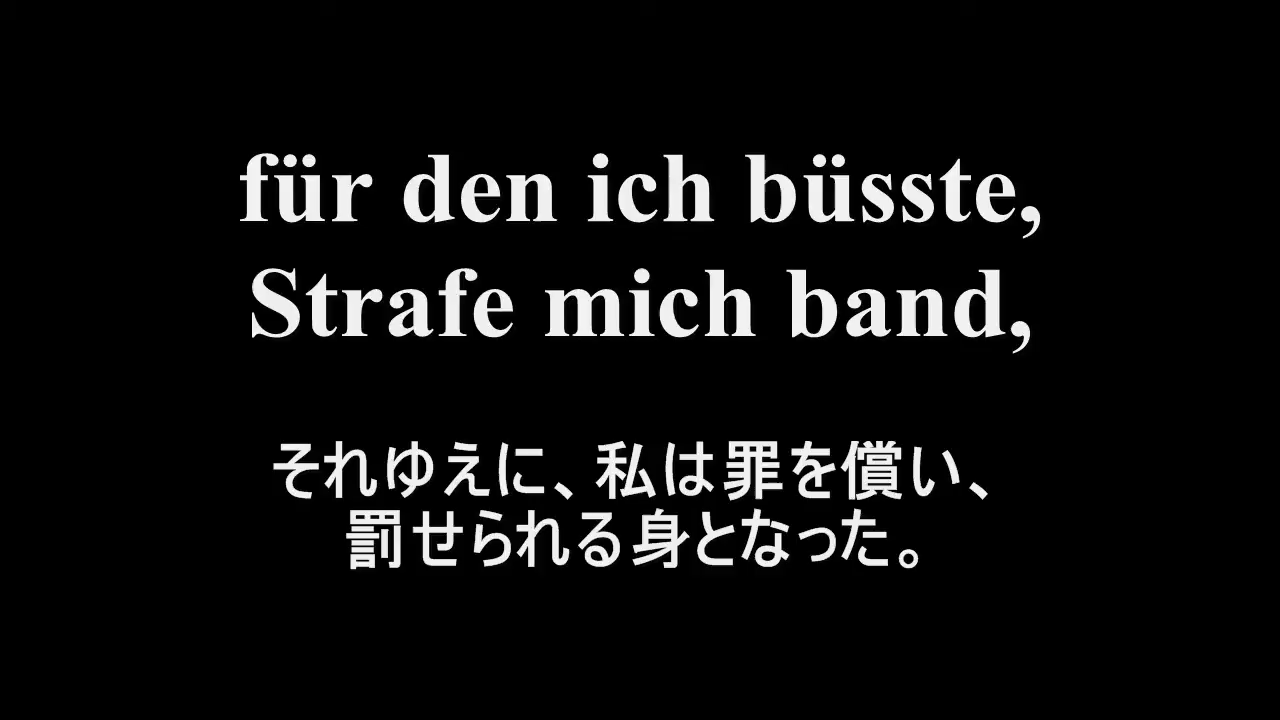 für den ich büsste,
Strafe mich band,
それゆえに、私は罪を償い、
罰せられる身となった。